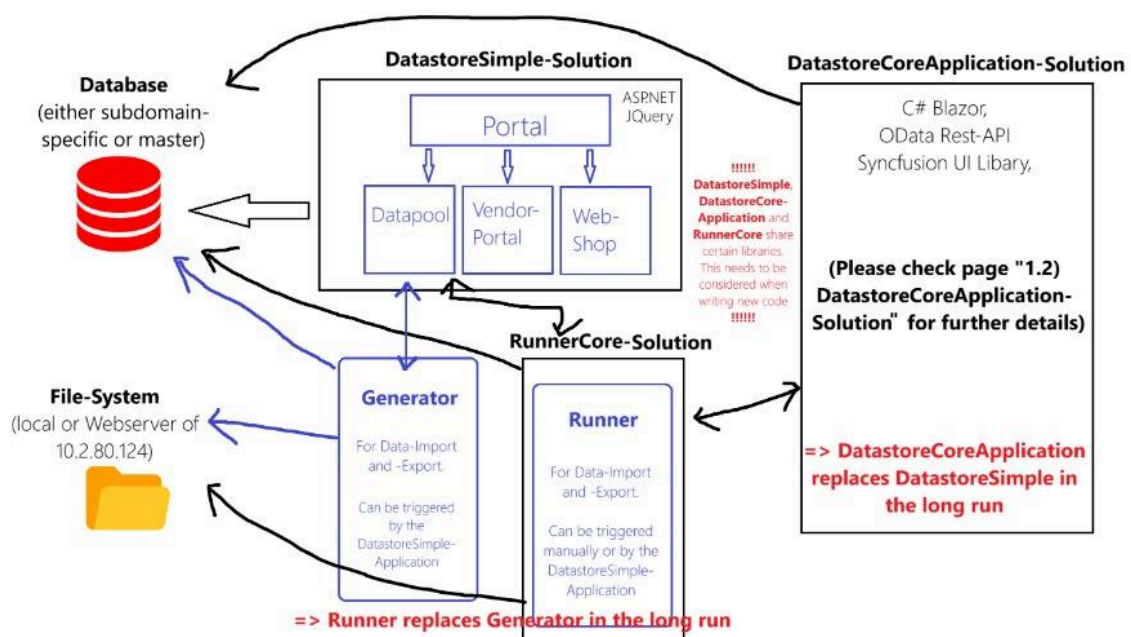 Database
(either subdomain-
specific or master)
DatastoreSimple-Solution
ASP.NET
JQuery
Portal
Datapool
Vendor-
Portal
Web-
Shop
!!!!!!
DatastoreSimple,
DatastoreCore-
Application and
RunnerCore share
certain libraries.
This needs to be
considered when
writing new code
!!!!!!
DatastoreCoreApplication-Solution
C# Blazor,
OData Rest-API
Syncfusion UI Libary,
(Please check page "1.2)
DatastoreCoreApplication-
Solution" for further details)
=> DatastoreCoreApplication
replaces DatastoreSimple in
the long run
File-System
(local or Webserver of
10.2.80.124)
Generator
For Data-Import
and -Export.
Can be triggered
by the
DatastoreSimple-
Application
RunnerCore-Solution
Runner
For Data-Import
and -Export.
Can be triggered
manually or by the
DatastoreSimple-
Application
=> Runner replaces Generator in the long run